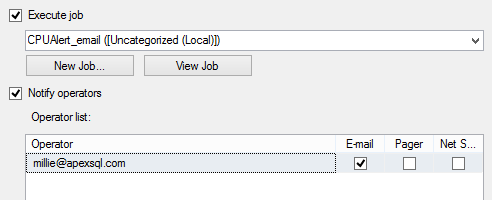 Execute job
CPUAlert_email ([Uncategorized (Local)])
New Job... View Job
Notify operators
Operator list:
Operator E-mail Pager Net S...
millie@apexsql.com